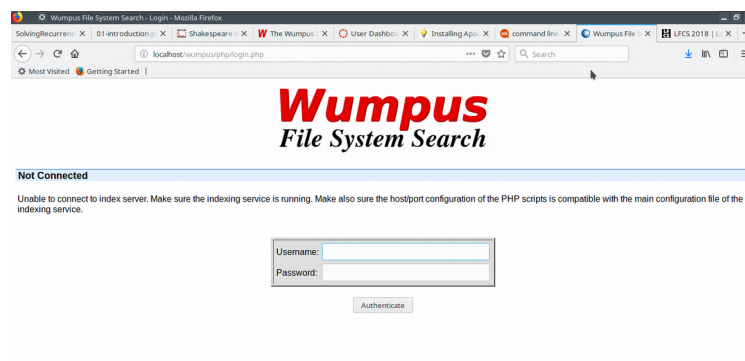 Wumpus File System Search - Login - Mozilla Firefox
SolvingRecurrenc 01-introduction.p Shakespeare The Wumpus User Dashboo Installing Apac command line Wumpus File S LFCS 2018 |
localhost/wumpus/php/login.php Search
Most Visited Getting Started
Wumpus
File System Search
Not Connected
Unable to connect to index server. Make sure the indexing service is running. Make also sure the host/port configuration of the PHP scripts is compatible with the main configuration file of the
indexing service.
Username:
Password:
Authenticate